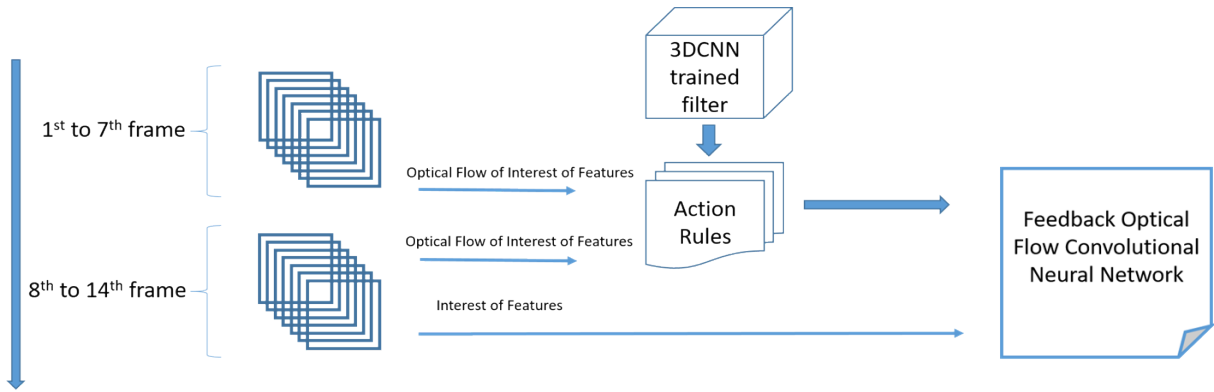 3DCNN
trained
filter
1st to 7th frame
Optical Flow of Interest of Features
Action
Rules
Optical Flow of Interest of Features
8th to 14th frame
Interest of Features
Feedback Optical
Flow Convolutional
Neural Network